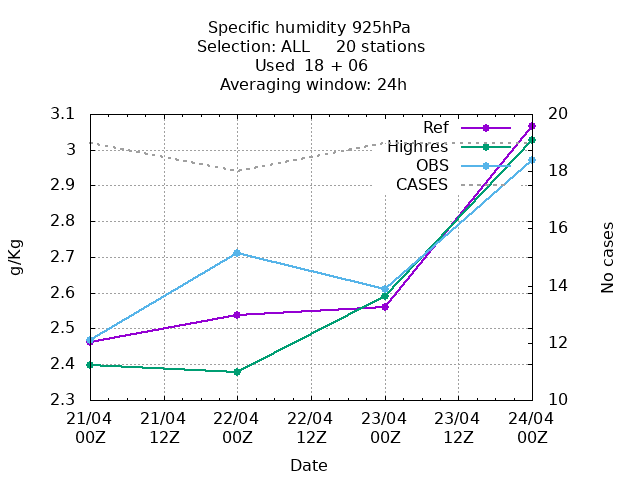 Specific humidity 925hPa
Selection: ALL     20 stations
Used  18 + 06
Averaging window: 24h
3.1
3
2.9
2.8
2.7
2.6
2.5
2.4
2.3
g/Kg
20
18
16
14
12
10
No cases
Ref
Highres
OBS
CASES
21/04 21/04 22/04 22/04 23/04 23/04 24/04
00Z 12Z 00Z 12Z 00Z 12Z 00Z
Date